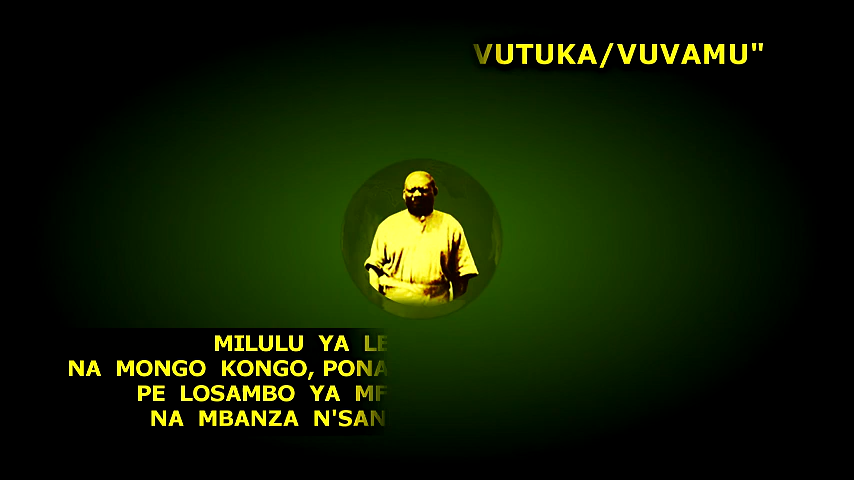 VUTUKA/VUVAMU"
MILULU YA
NA MONGO KONGO,
PE LOSAMBO YA
NA MBANZA